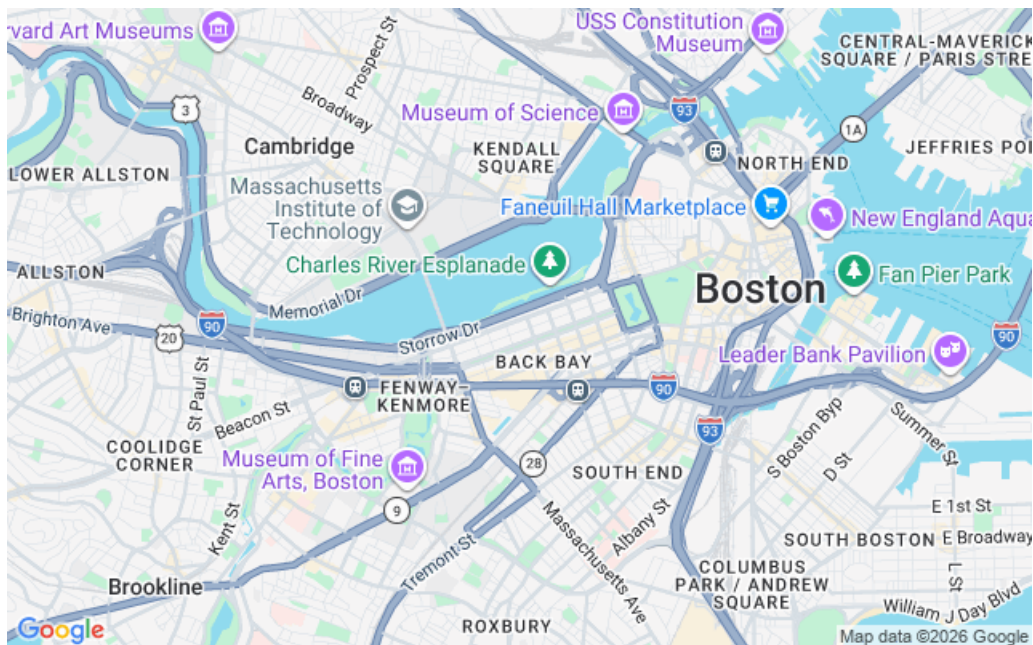 rvard Art Museums
USS Constitution
Museum
CENTRAL-MAVERICK
SQUARE / PARIS STRE
3
Prospect St
Broadway
Museum of Science
93
1A
Cambridge
KENDALL
SQUARE
NORTH END
JEFFRIES POI
LOWER ALLSTON
Massachusetts
Institute of
Technology
Faneuil Hall Marketplace
New England Aqua
ALLSTON
Charles River Esplanade
Boston
Fan Pier Park
Memorial Dr
Brighton Ave
90
20
Storrow Dr
90
Leader Bank Pavilion
BACK BAY
FENWAY–
KENMORE
90
St Paul St
Beacon St
93
S Boston Byp
Summer St
COOLIDGE
CORNER
Museum of Fine
Arts, Boston
28
SOUTH END
D St
9
Kent St
Massachusetts Ave
Albany St
E 1st St
Tremont St
SOUTH BOSTON
E Broadway
Brookline
COLUMBUS
PARK / ANDREW
SQUARE
L St
William J Day Blvd
ROXBURY
Google
Map data ©2026 Google